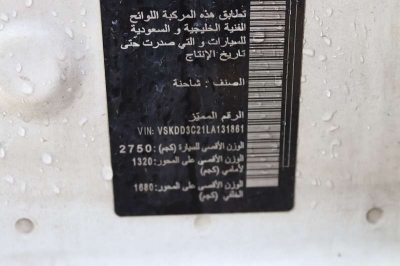 تطابق هذه المركبة اللوائح
الفنية الخليجية و السعودية
للسيارات و التي صدرت حتى
تاريخ الإنتاج
الصنف : شاحنة
الرقم المميز
VIN: VSKDD3C21LA131861
الوزن الأقصى للسيارة (كجم): 2750
الوزن الأقصى على المحور: 1320
الأمامي (كجم)
الوزن الأقصى على المحور: 1680
الخلفي (كجم)